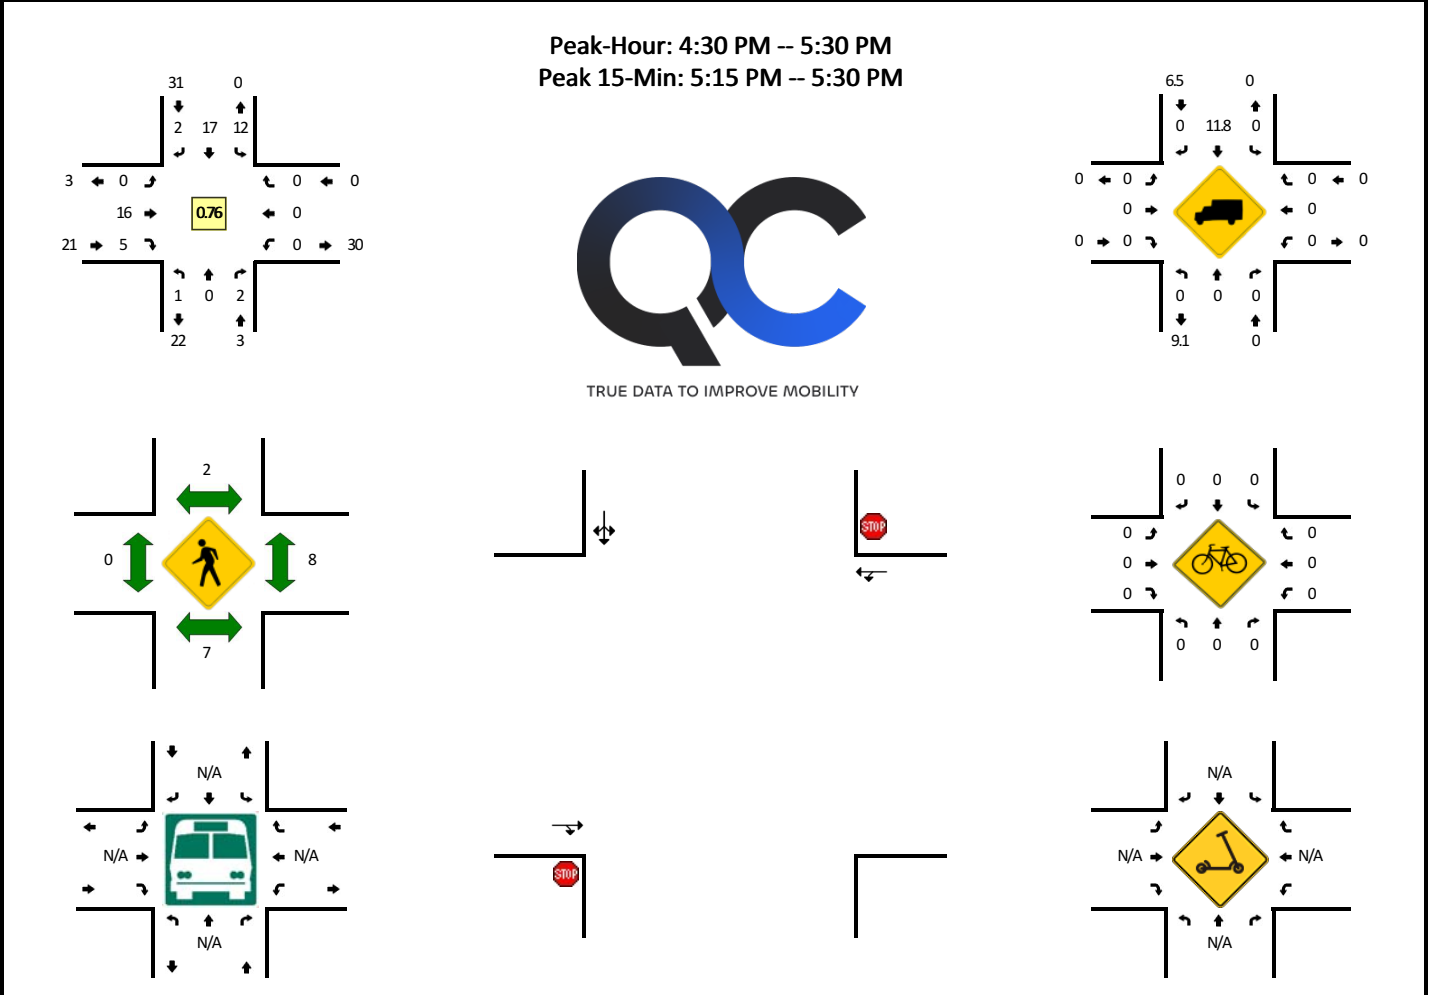 Peak-Hour: 4:30 PM -- 5:30 PM
Peak 15-Min: 5:15 PM -- 5:30 PM
31 0
2 17 12
3 0 0 0
16 0.76 0
21 5 0 30
1 0 2
22 3
6.5 0
0 11.8 0
0 0 0 0
0 0
0 0 0 0
0 0 0
9.1 0
TRUE DATA TO IMPROVE MOBILITY
2
0 8
7
STOP
0 0 0
0 0
0 0
0 0
0 0 0
N/A
N/A N/A
N/A
STOP
N/A
N/A N/A
N/A